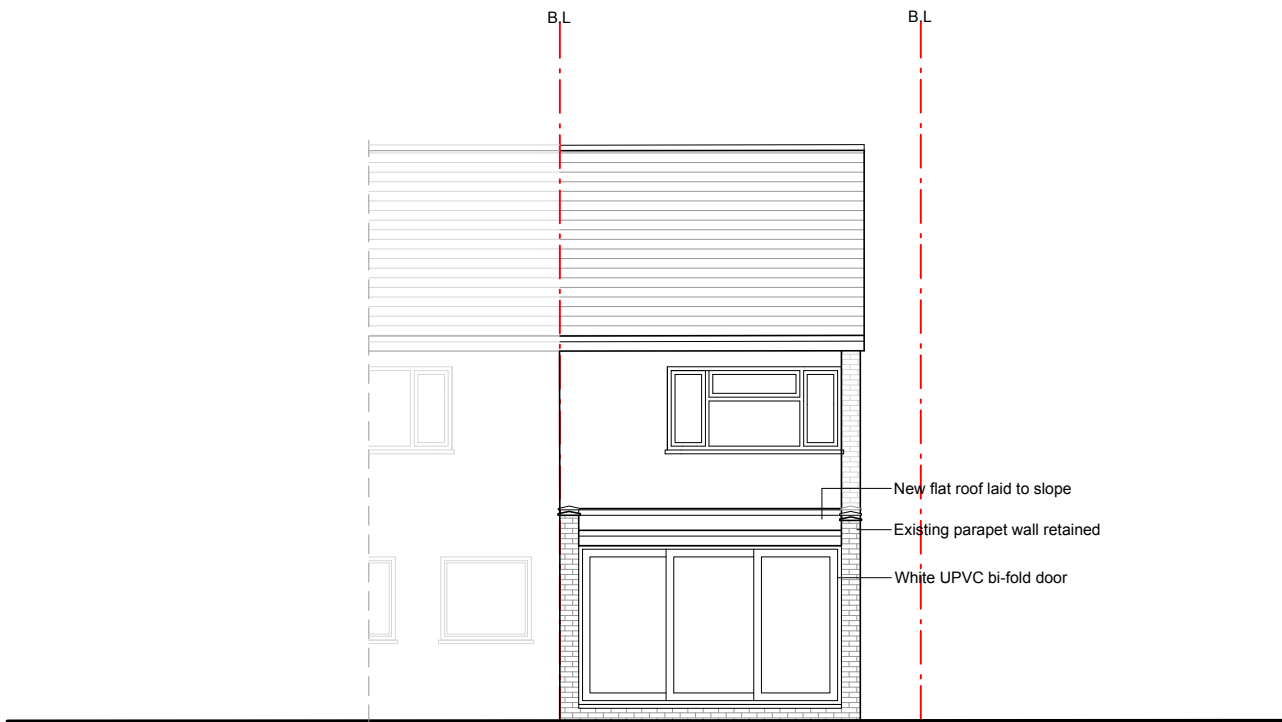 B.L
B.L
New flat roof laid to slope
Existing parapet wall retained
White UPVC bi-fold door